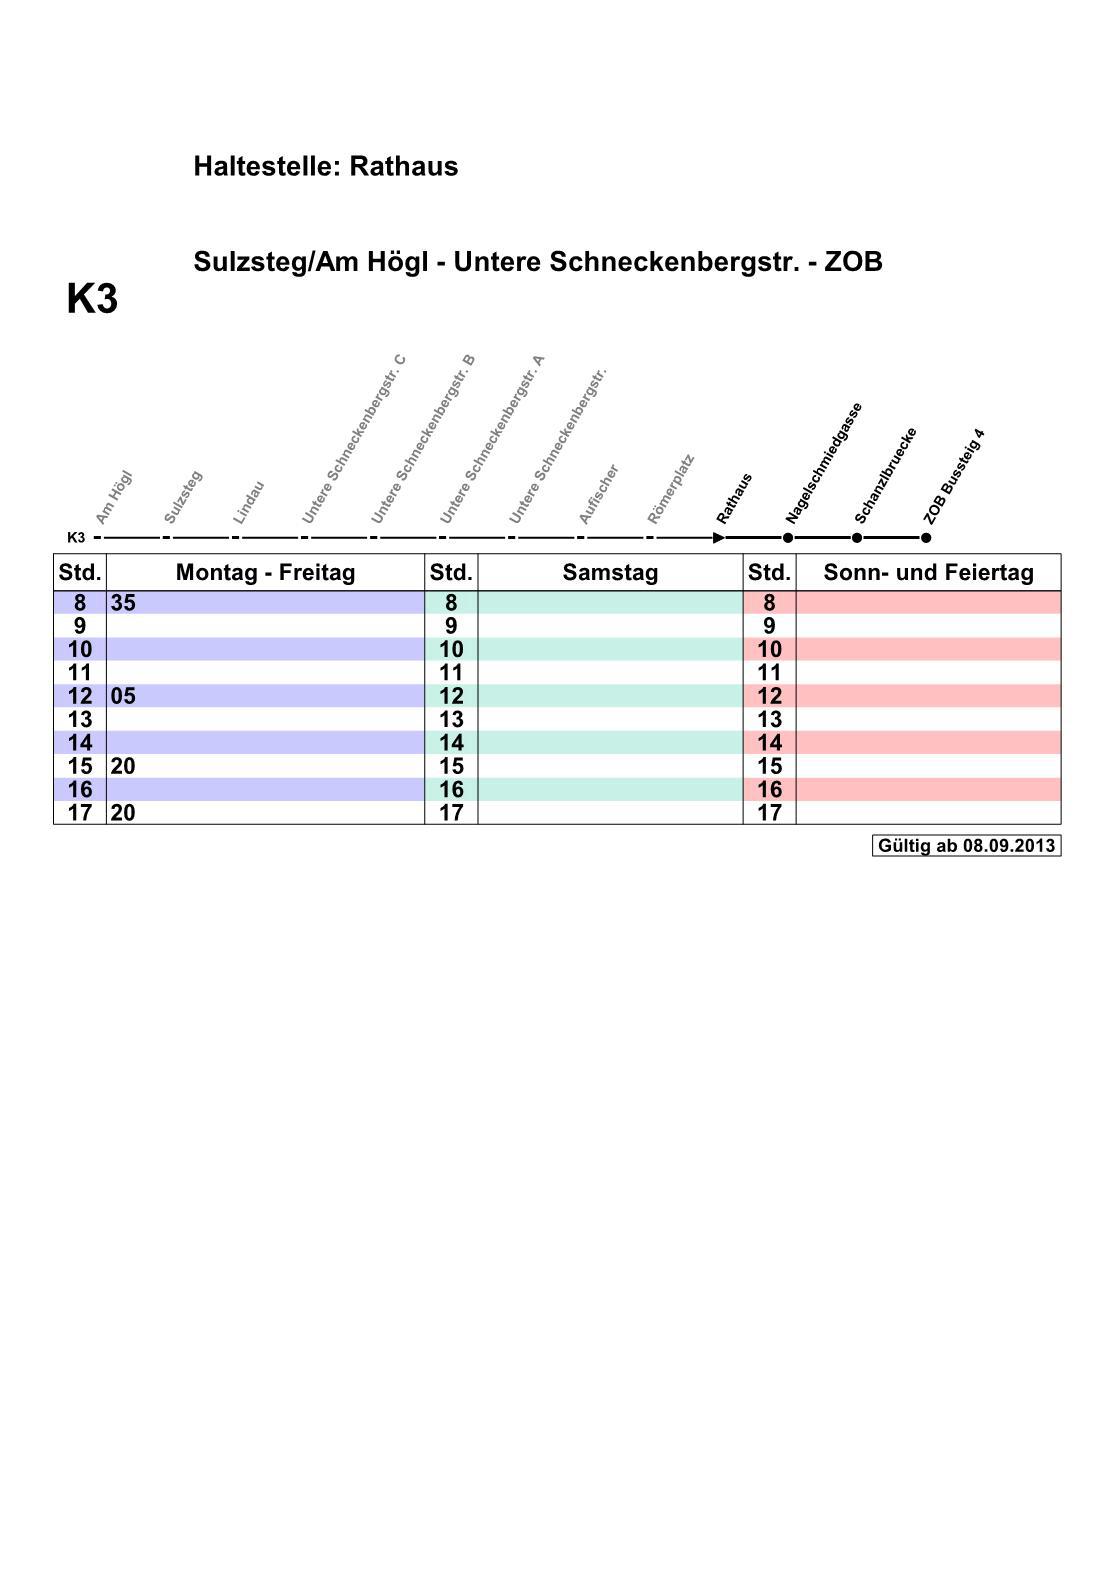 Haltestelle: Rathaus
Sulzsteg/Am Högl - Untere Schneckenbergstr. - ZOB
K3
Am Högl
Sulzsteg
Lindau
Untere Schneckenbergstr. C
Untere Schneckenbergstr. B
Untere Schneckenbergstr. A
Untere Schneckenbergstr.
Aufischer
Römerplatz
Rathaus
Nagelschmiedgasse
Schanzlbruecke
ZOB Bussteig 4
K3
Std. Montag - Freitag Std. Samstag Std. Sonn- und Feiertag
8 35 8 8
9 9 9
10 10 10
11 11 11
12 05 12 12
13 13 13
14 14 14
15 20 15 15
16 16 16
17 20 17 17
Gültig ab 08.09.2013